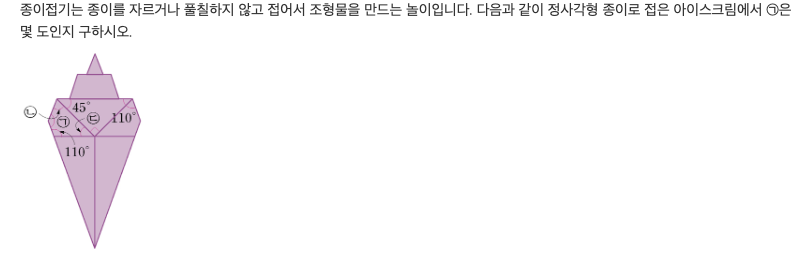 종이접기는 종이를 자르거나 풀칠하지 않고 접어서 조형물을 만드는 놀이입니다. 다음과 같이 정사각형 종이로 접은 아이스크림에서 ㉠은
몇 도인지 구하시오.
㉡ 45°
㉠ ㉢ 110°
110°